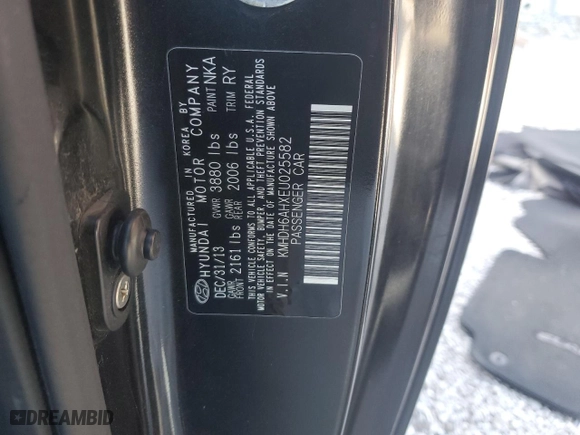 MANUFACTURED IN KOREA BY
HYUNDAI MOTOR COMPANY
DEC/31/13 GVWR 3880 lbs PAINT NKA
GAWR FRONT 2161 lbs GAWR REAR 2006 lbs TRIM RY
THIS VEHICLE CONFORMS TO ALL APPLICABLE U.S.A. FEDERAL
MOTOR VEHICLE SAFETY, BUMPER, AND THEFT PREVENTION STANDARDS
IN EFFECT ON THE DATE OF MANUFACTURE SHOWN ABOVE
V.I.N KMHDH6AHXEU025582
PASSENGER CAR
DREAMBID